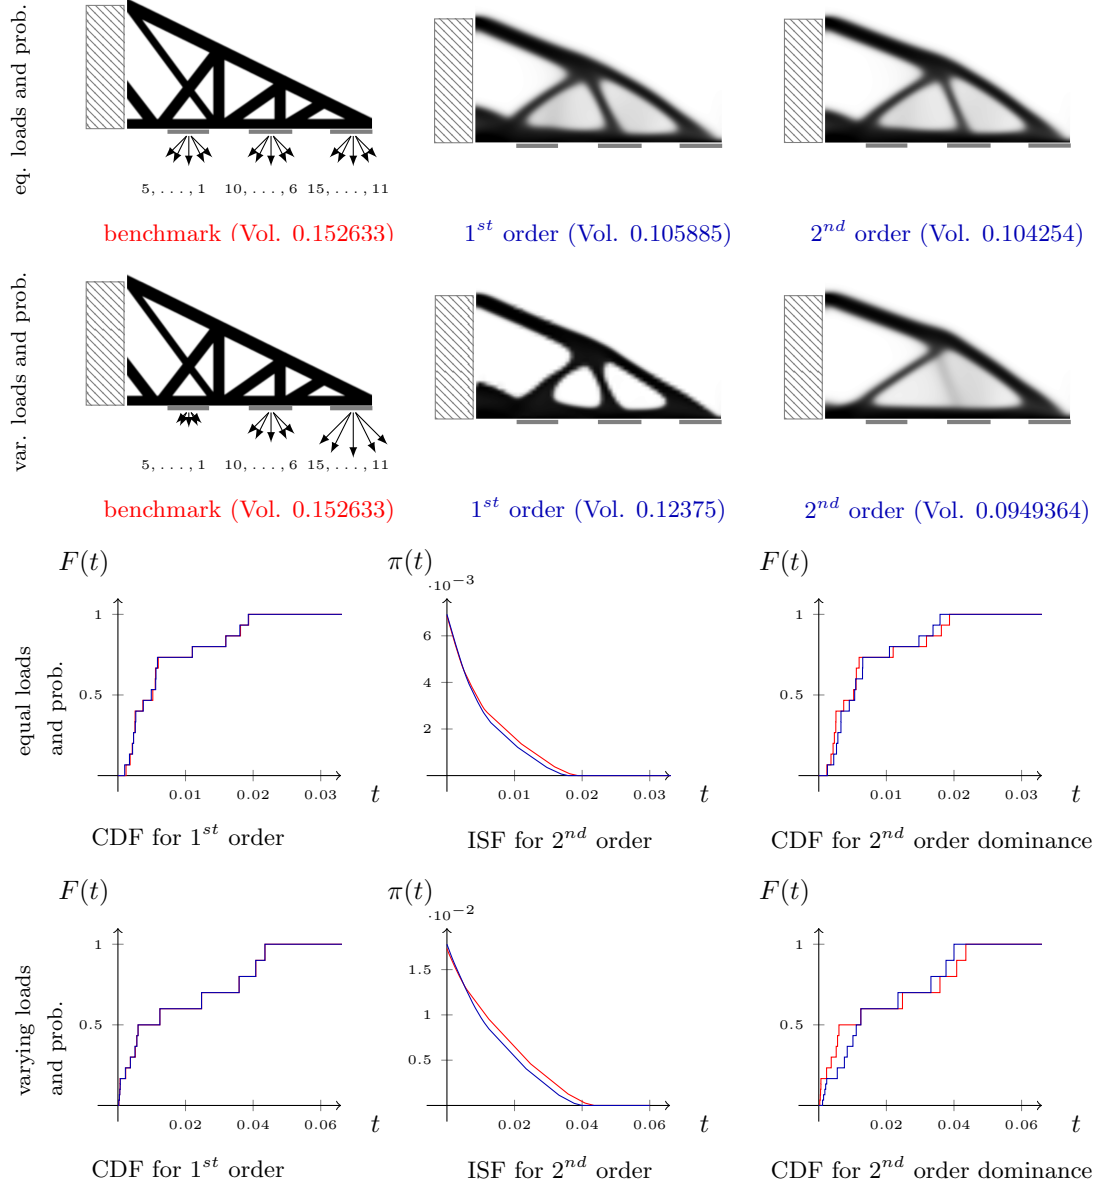 eq. loads and prob.
5, . . . , 1 10, . . . , 6 15, . . . , 11
benchmark (Vol. 0.152633)
1st order (Vol. 0.105885)
2nd order (Vol. 0.104254)
var. loads and prob.
5, . . . , 1 10, . . . , 6 15, . . . , 11
benchmark (Vol. 0.152633)
1st order (Vol. 0.12375)
2nd order (Vol. 0.0949364)
equal loads
and prob.
F(t)
1
0.5
0.01 0.02 0.03 t
CDF for 1st order
π(t)
·10−3
6
4
2
0.01 0.02 0.03 t
ISF for 2nd order
F(t)
1
0.5
0.01 0.02 0.03 t
CDF for 2nd order dominance
varying loads
and prob.
F(t)
1
0.5
0.02 0.04 0.06 t
CDF for 1st order
π(t)
·10−2
1.5
1
0.5
0.02 0.04 0.06 t
ISF for 2nd order
F(t)
1
0.5
0.02 0.04 0.06 t
CDF for 2nd order dominance